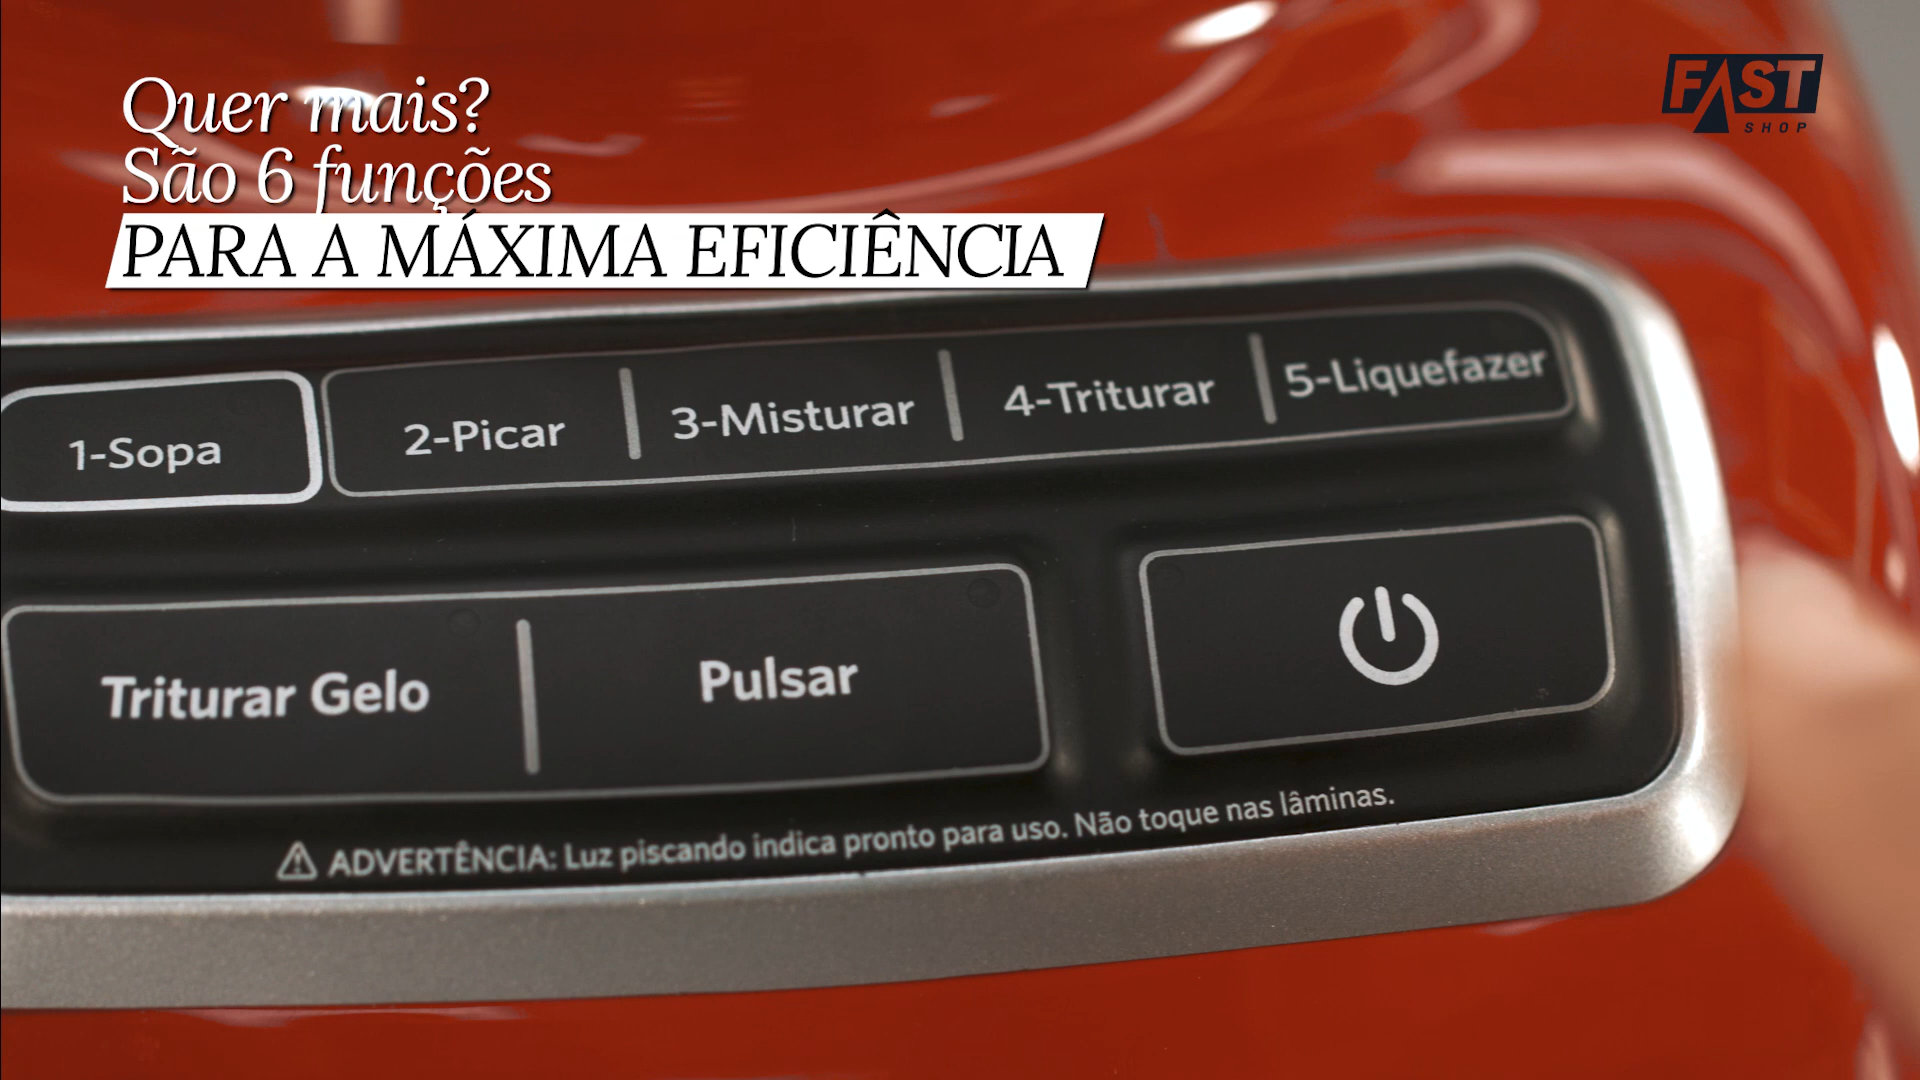 Quer mais?
São 6 funções
PARA A MÁXIMA EFICIÊNCIA
FAST
SHOP
1-Sopa
2-Picar
3-Misturar
4-Triturar
5-Liquefazer
Triturar Gelo
Pulsar
ADVERTÊNCIA: Luz piscando indica pronto para uso. Não toque nas lâminas.